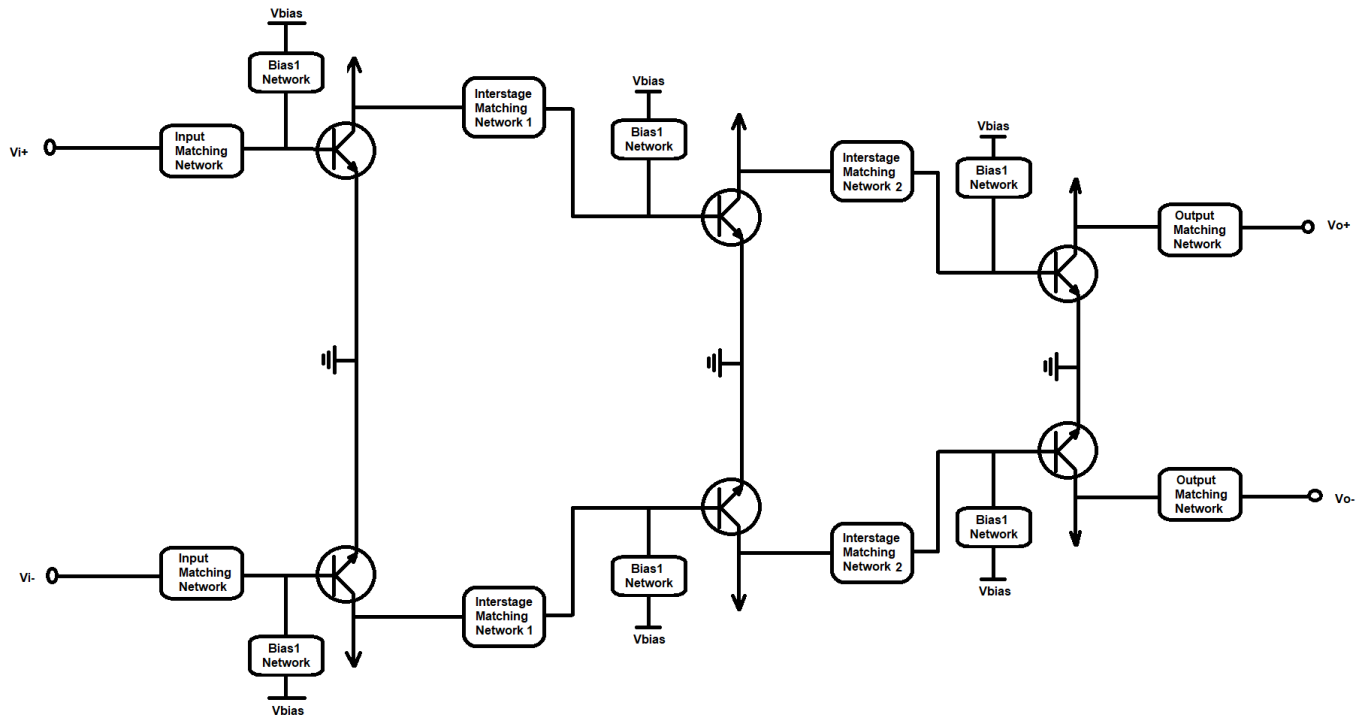 Vbias
Bias1
Network
Vi+
Input
Matching
Network
Interstage
Matching
Network 1
Vbias
Bias1
Network
Interstage
Matching
Network 2
Vbias
Bias1
Network
Output
Matching
Network
Vo+
Vi-
Input
Matching
Network
Bias1
Network
Vbias
Interstage
Matching
Network 1
Bias1
Network
Vbias
Interstage
Matching
Network 2
Bias1
Network
Vbias
Output
Matching
Network
Vo-